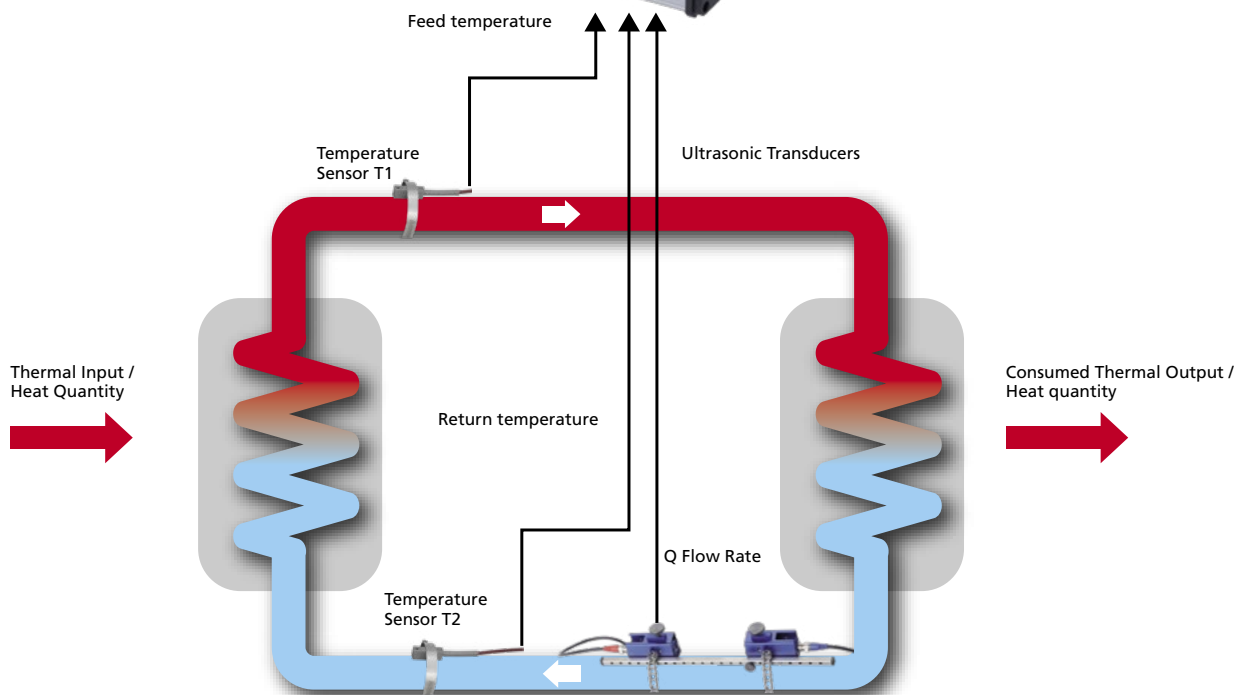 Feed temperature
Temperature
Sensor T1
Ultrasonic Transducers
Thermal Input /
Heat Quantity
Return temperature
Consumed Thermal Output /
Heat quantity
Q Flow Rate
Temperature
Sensor T2